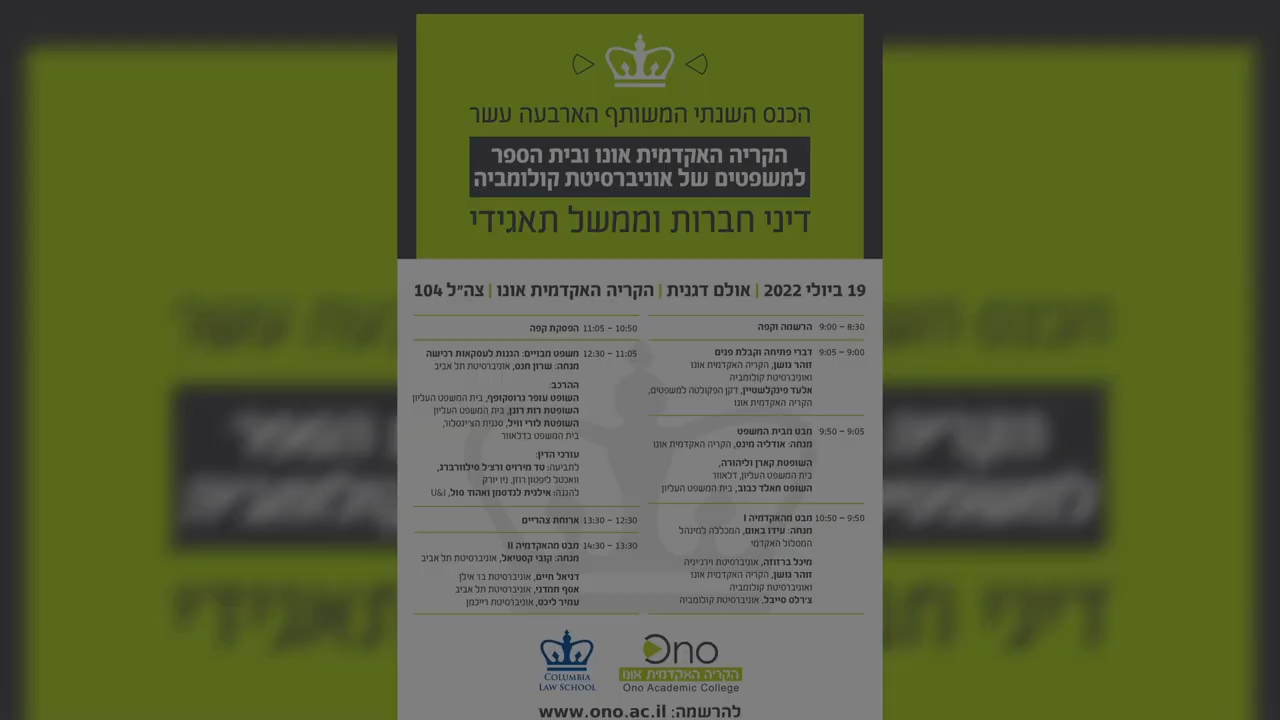 הכנס השנתי המשותף הארבעה עשר
הקריה האקדמית אונו ובית הספר
למשפטים של אוניברסיטת קולומביה
דיני חברות וממשל תאגידי
19 ביולי 2022 | אולם דגנית | הקריה האקדמית אונו | צה"ל 104
8:30 – 9:00 הרשמה וקפה
9:00 – 9:05 דברי פתיחה וקבלת פנים
זוהר גושן, הקריה האקדמית אונו
ואוניברסיטת קולומביה
אלעד פינקלשטיין, דקן הפקולטה למשפטים,
הקריה האקדמית אונו
9:05 – 9:50 מבט מבית המשפט
מנחה: אודליה מינס, הקריה האקדמית אונו
השופטת קארן וליהורה,
בית המשפט העליון, דלאוור
השופט חאלד כבוב, בית המשפט העליון
9:50 – 10:50 מבט מהאקדמיה I
מנחה: עידו באום, המכללה למינהל
המסלול האקדמי
מיכל ברזוזה, אוניברסיטת וירג'יניה
זוהר גושן, הקריה האקדמית אונו
ואוניברסיטת קולומביה
צ'רלס סייבל, אוניברסיטת קולומביה
10:50 – 11:05 הפסקת קפה
11:05 – 12:30 משפט מבויים: הגנות לעסקאות רכישה
מנחה: שרון חנס, אוניברסיטת תל אביב
ההרכב:
השופט עופר גרוסקופף, בית המשפט העליון
השופטת רות רונן, בית המשפט העליון
השופטת לורי וויל, סגנית הצ'ינסלור,
בית המשפט בדלאוור
עורכי הדין:
לתביעה: טד מירויס ורצ'ל סילוורברג,
וואכטל ליפטון רוזן, ניו יורק
להגנה: אילנית לנדסמן ואהוד סול, U&I
12:30 – 13:30 ארוחת צהריים
13:30 – 14:30 מבט מהאקדמיה II
מנחה: קובי קסטיאל, אוניברסיטת תל אביב
דניאל חיים, אוניברסיטת בר אילן
אסף חמדני, אוניברסיטת תל אביב
עמיר ליכט, אוניברסיטת רייכמן
Ono
הקריה האקדמית אונו
Ono Academic College
COLUMBIA
LAW SCHOOL
להרשמה: www.ono.ac.il